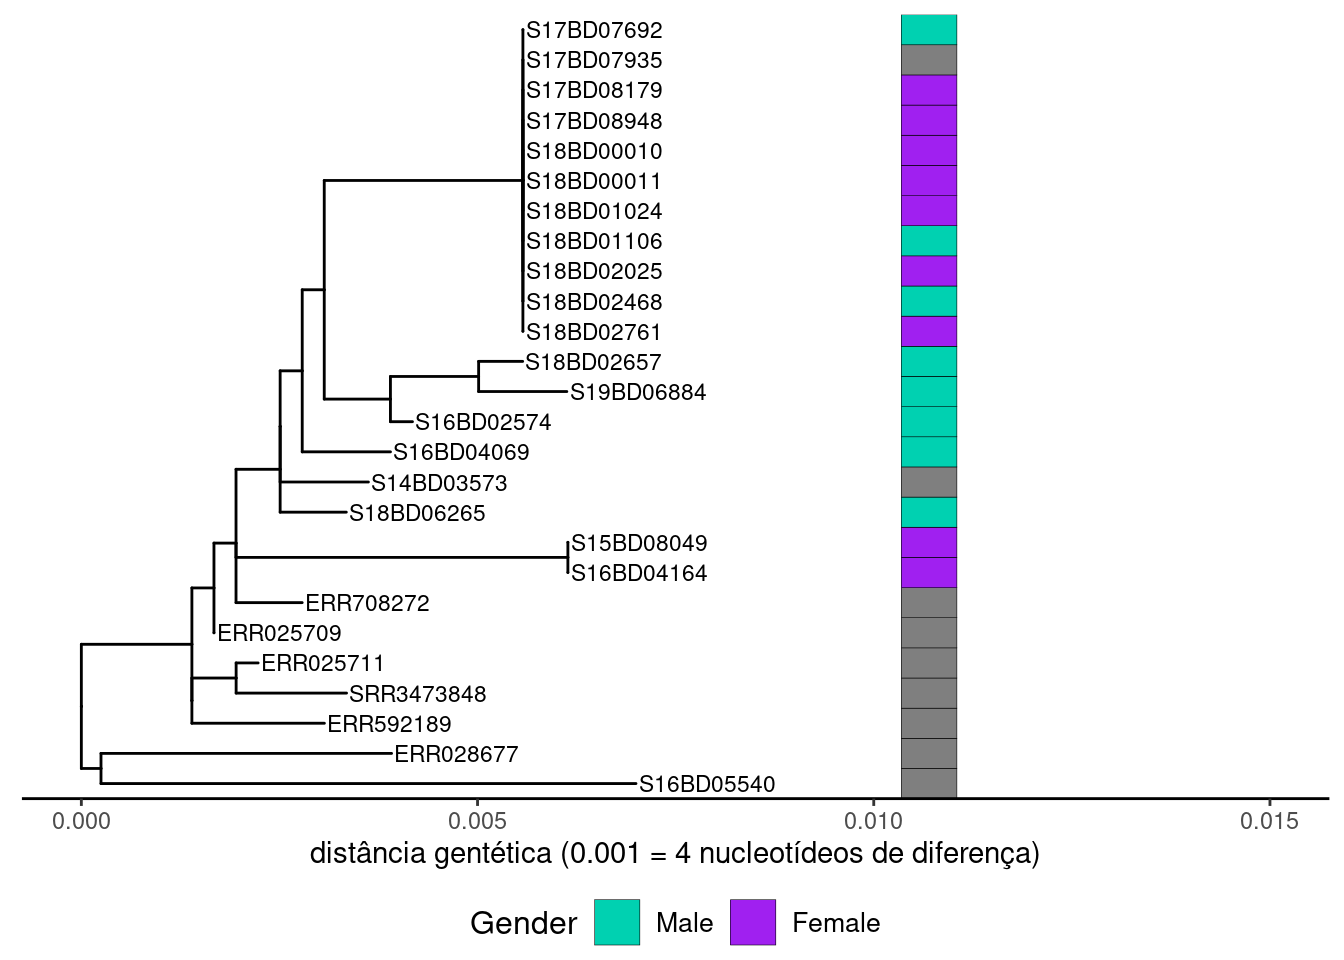 S17BD07692
S17BD07935
S17BD08179
S17BD08948
S18BD00010
S18BD00011
S18BD01024
S18BD01106
S18BD02025
S18BD02468
S18BD02761
S18BD02657
S19BD06884
S16BD02574
S16BD04069
S14BD03573
S18BD06265
S15BD08049
S16BD04164
ERR708272
ERR025709
ERR025711
SRR3473848
ERR592189
ERR028677
S16BD05540
0.000 0.005 0.010 0.015
distância gentética (0.001 = 4 nucleotídeos de diferença)
Gender Male Female